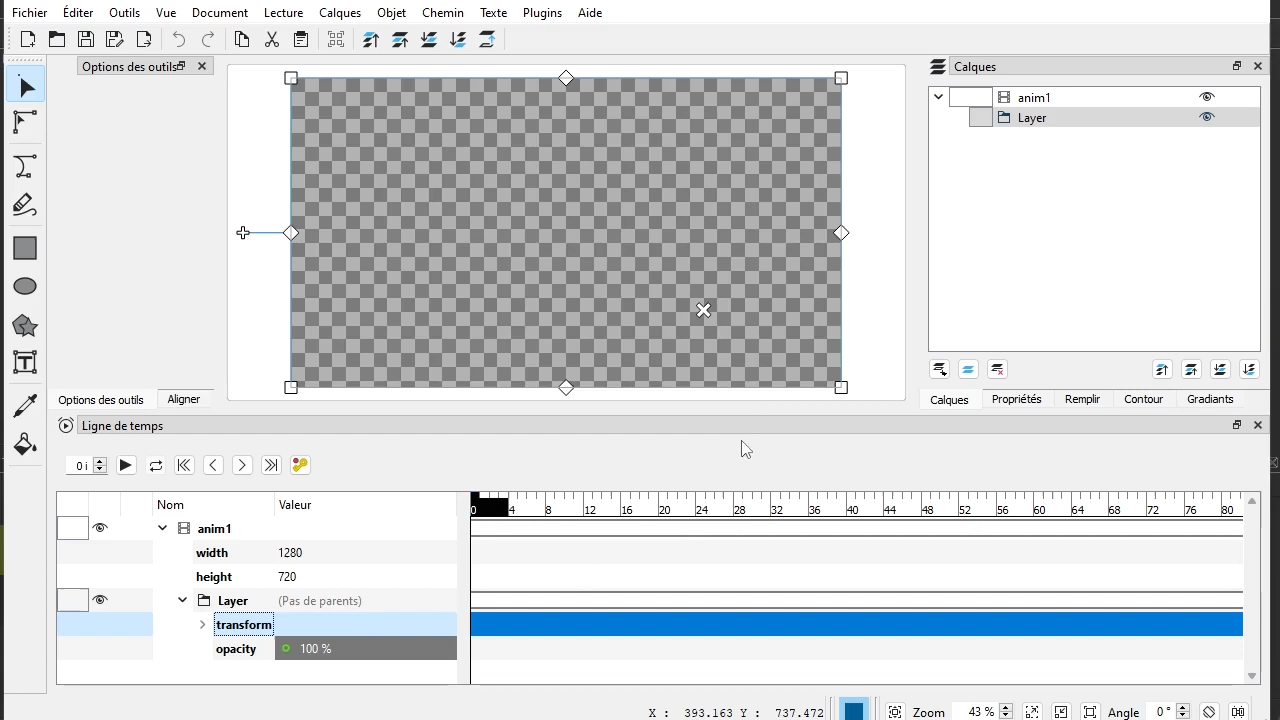 Fichier Éditer Outils Vue Document Lecture Calques Objet Chemin Texte Plugins Aide
Options des outils
Calques
anim1
Layer
Options des outils Aligner
Calques Propriétés Remplir Contour Gradients
Ligne de temps
0 i
Nom Valeur
0 4 8 12 16 20 24 28 32 36 40 44 48 52 56 60 64 68 72 76 80
anim1
width 1280
height 720
Layer (Pas de parents)
transform
opacity 100 %
X : 393.163 Y : 737.472 Zoom 43 % Angle 0 °